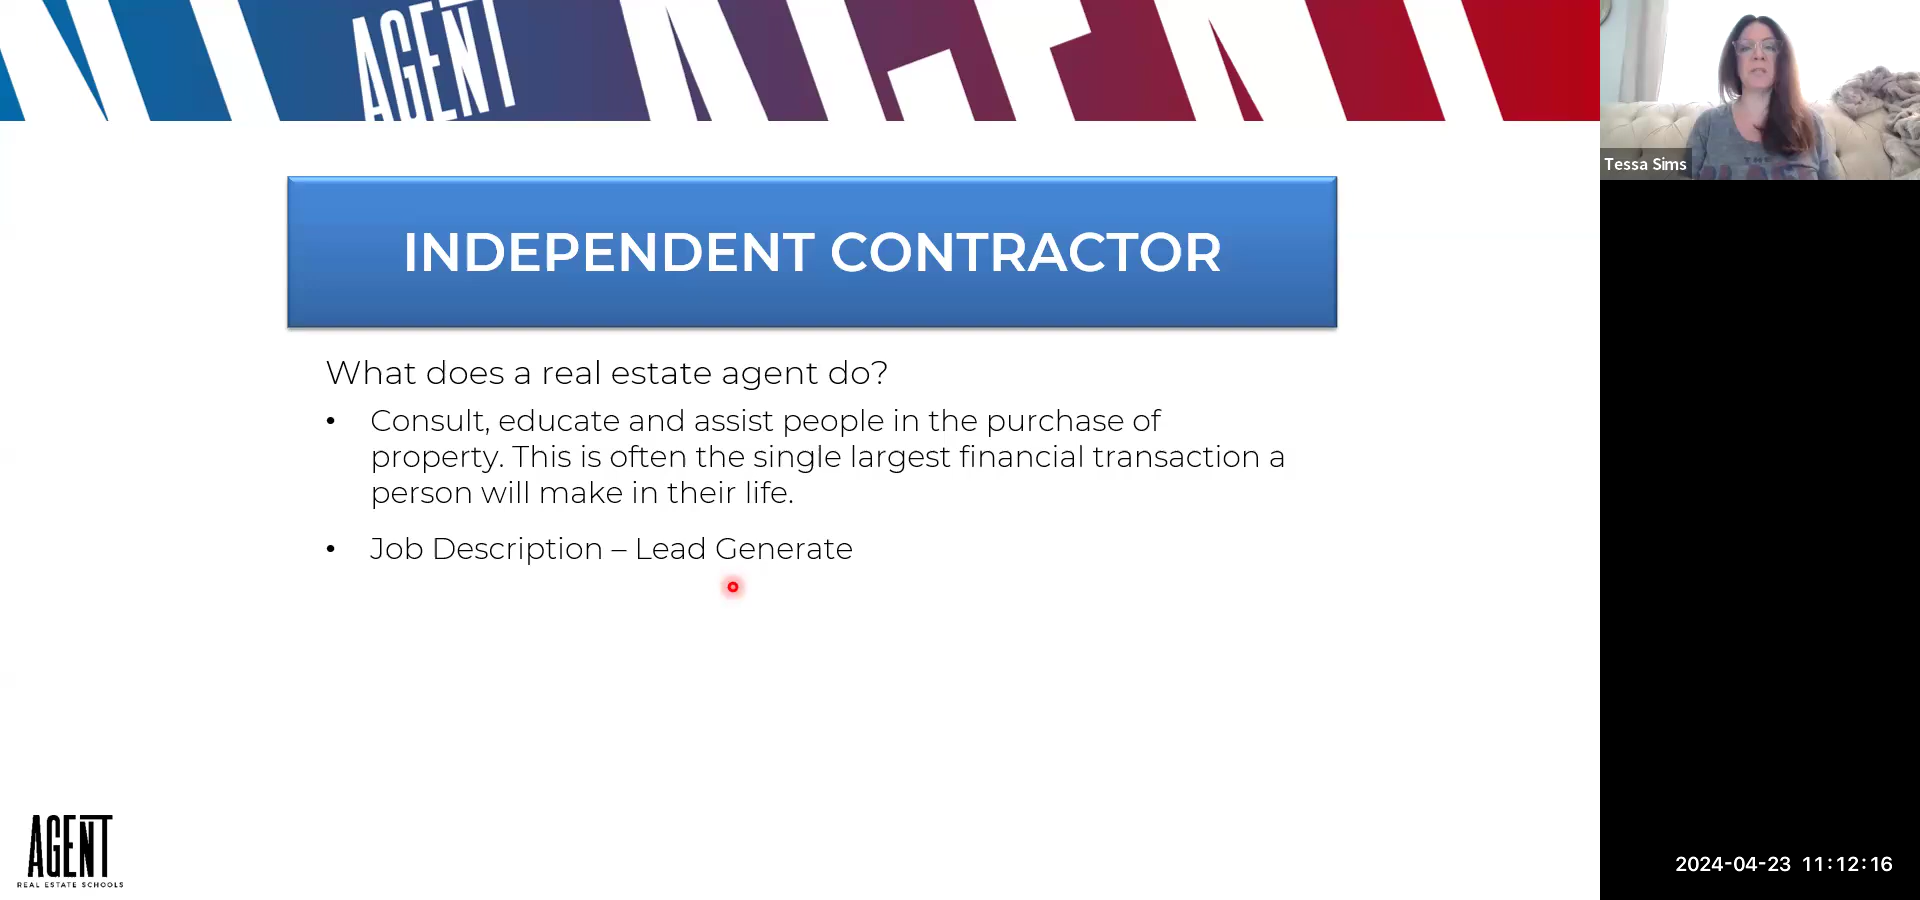 AGENT
Tessa Sims
INDEPENDENT CONTRACTOR
What does a real estate agent do?
• Consult, educate and assist people in the purchase of
property. This is often the single largest financial transaction a
person will make in their life.
• Job Description – Lead Generate
AGENT
REAL ESTATE SCHOOLS
2024-04-23 11:12:16